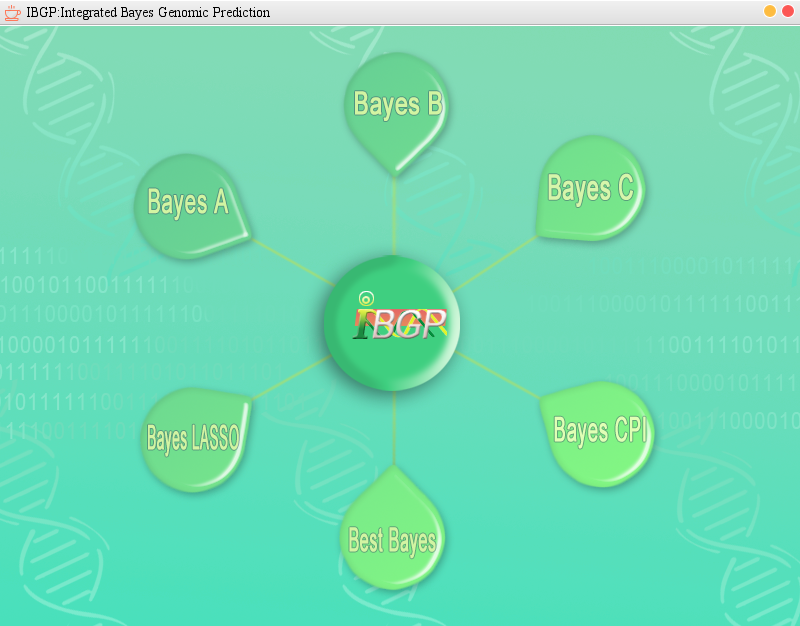 IBGP:Integrated Bayes Genomic Prediction
Bayes B
Bayes A
Bayes C
iBGP
Bayes LASSO
Bayes CPI
Best Bayes